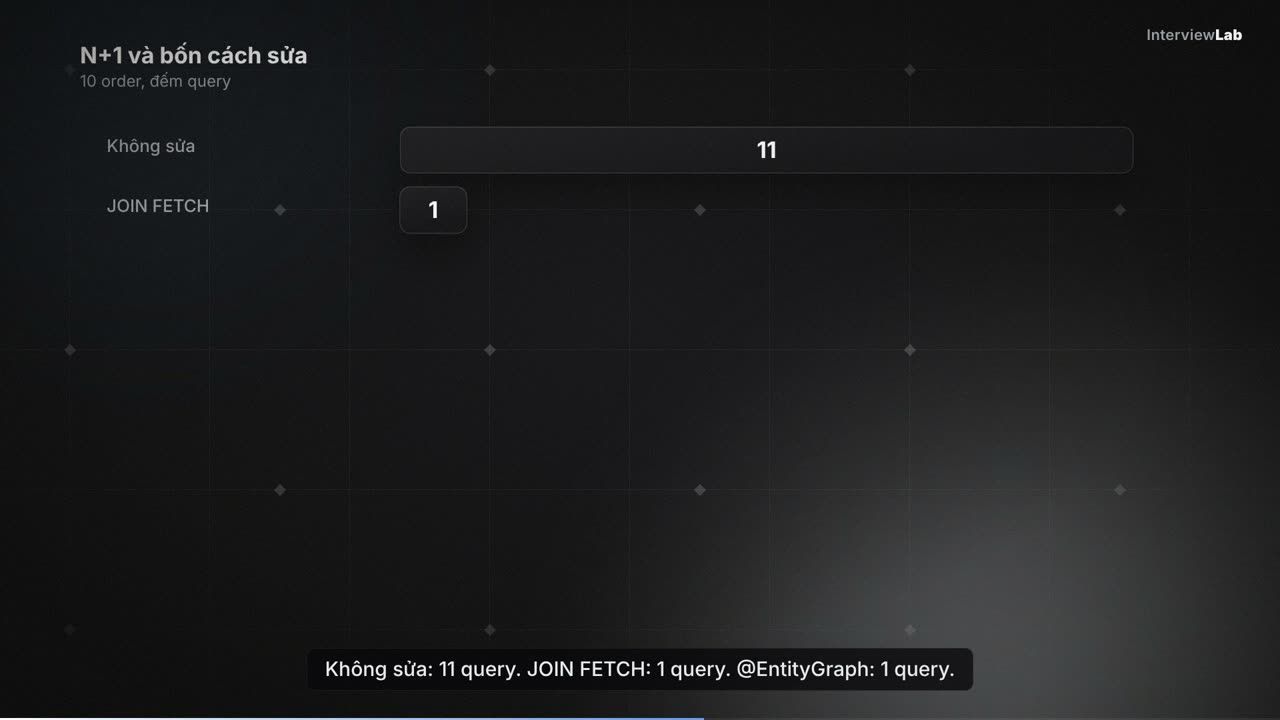 InterviewLab
N+1 và bốn cách sửa
10 order, đếm query
Không sửa
11
JOIN FETCH
1
Không sửa: 11 query. JOIN FETCH: 1 query. @EntityGraph: 1 query.